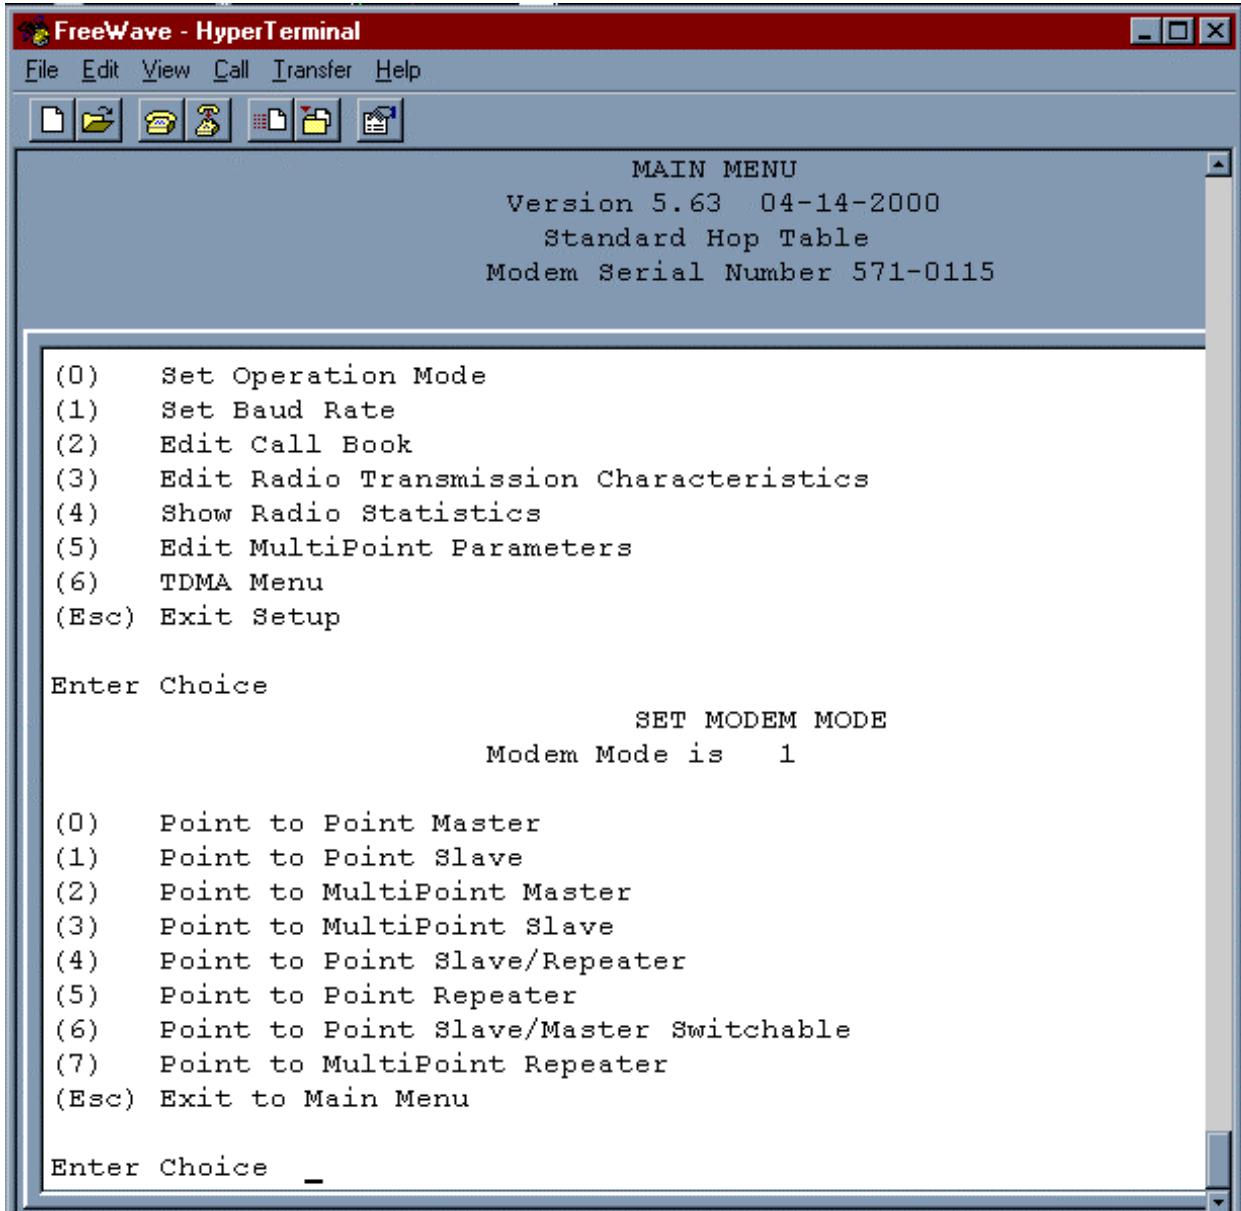 FreeWave - HyperTerminal
File Edit View Call Transfer Help
MAIN MENU
Version 5.63 04-14-2000
Standard Hop Table
Modem Serial Number 571-0115
(0) Set Operation Mode
(1) Set Baud Rate
(2) Edit Call Book
(3) Edit Radio Transmission Characteristics
(4) Show Radio Statistics
(5) Edit MultiPoint Parameters
(6) TDMA Menu
(Esc) Exit Setup
Enter Choice
SET MODEM MODE
Modem Mode is 1
(0) Point to Point Master
(1) Point to Point Slave
(2) Point to MultiPoint Master
(3) Point to MultiPoint Slave
(4) Point to Point Slave/Repeater
(5) Point to Point Repeater
(6) Point to Point Slave/Master Switchable
(7) Point to MultiPoint Repeater
(Esc) Exit to Main Menu
Enter Choice _